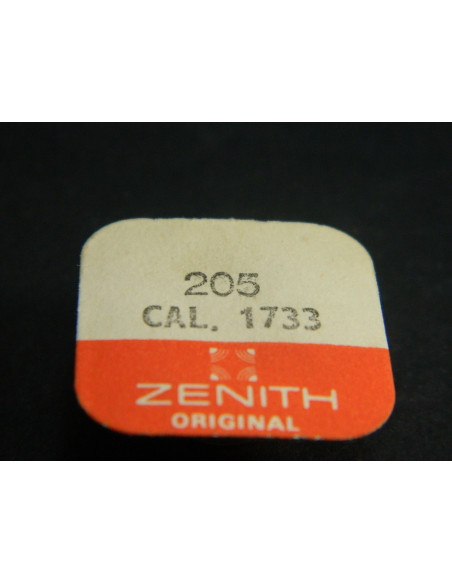 205
CAL. 1733
ZENITH
ORIGINAL